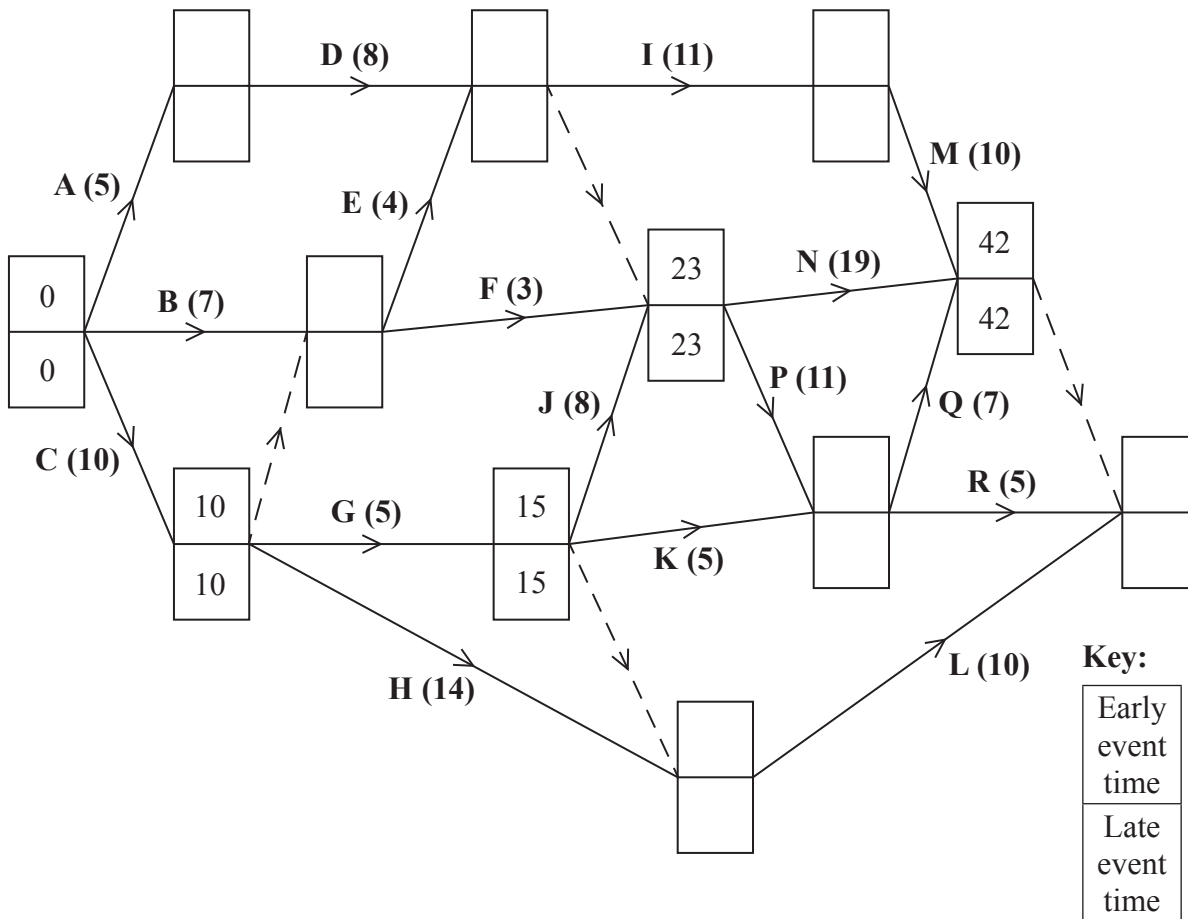 D (8)
I (11)
A (5)
E (4)
M (10)
0
0
B (7)
F (3)
23
23
N (19)
42
42
C (10)
J (8)
P (11)
Q (7)
10
10
G (5)
15
15
K (5)
R (5)
H (14)
L (10)
Key:
Early
event
time
Late
event
time